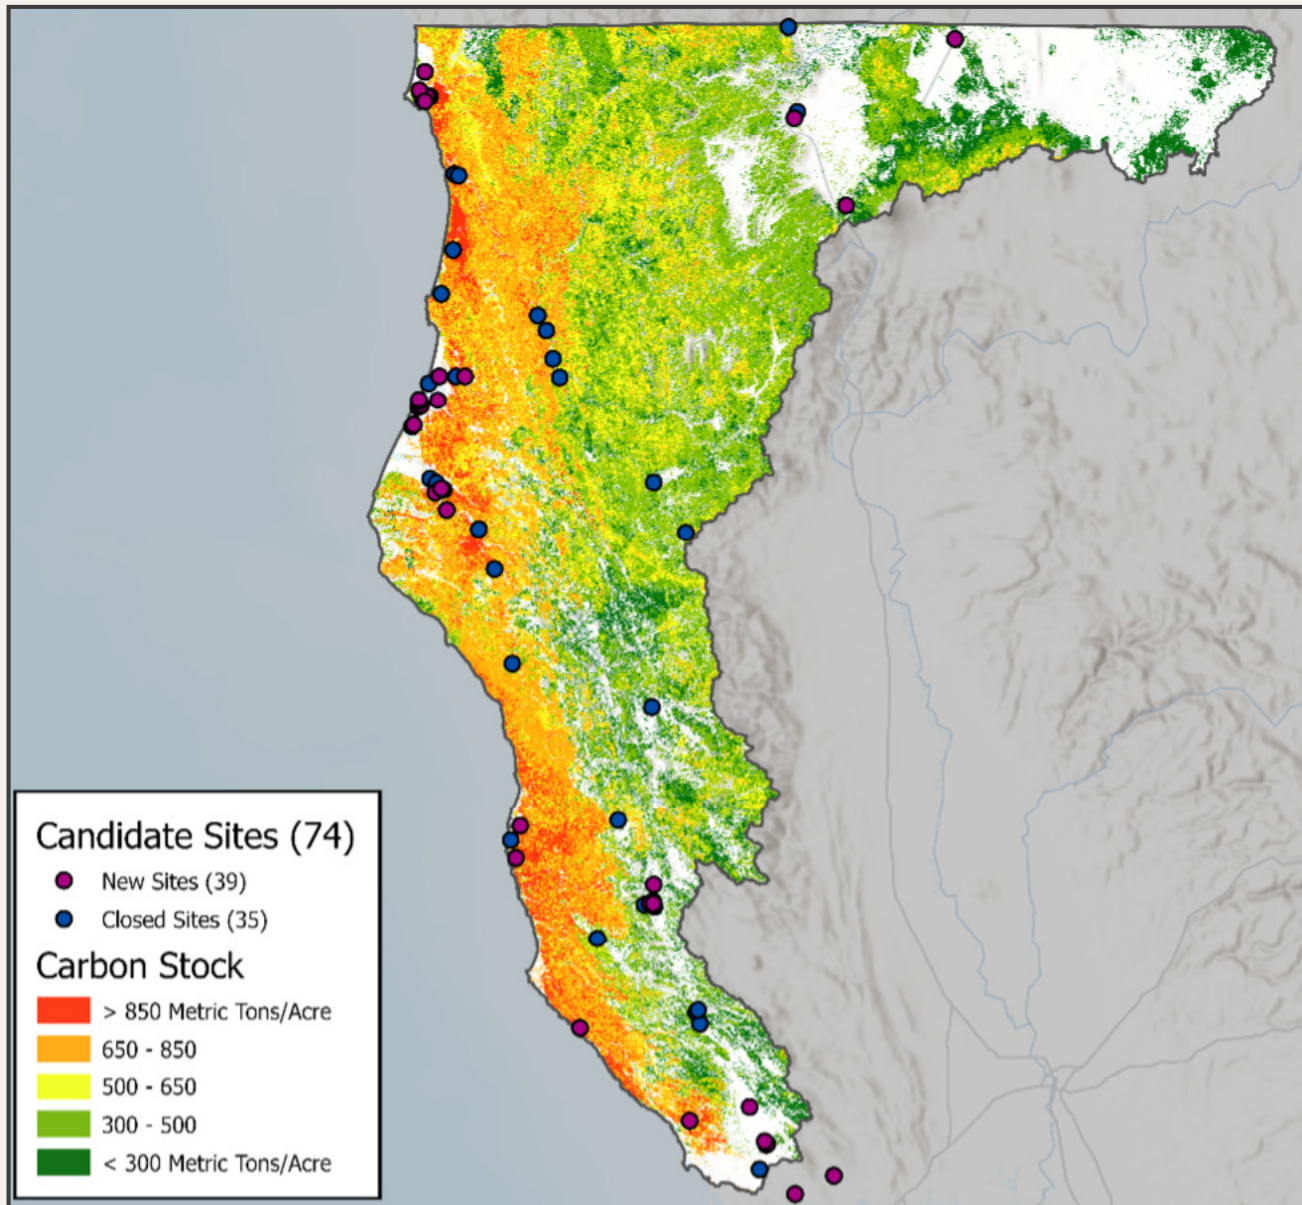 Candidate Sites (74)
New Sites (39)
Closed Sites (35)
Carbon Stock
> 850 Metric Tons/Acre
650 - 850
500 - 650
300 - 500
< 300 Metric Tons/Acre